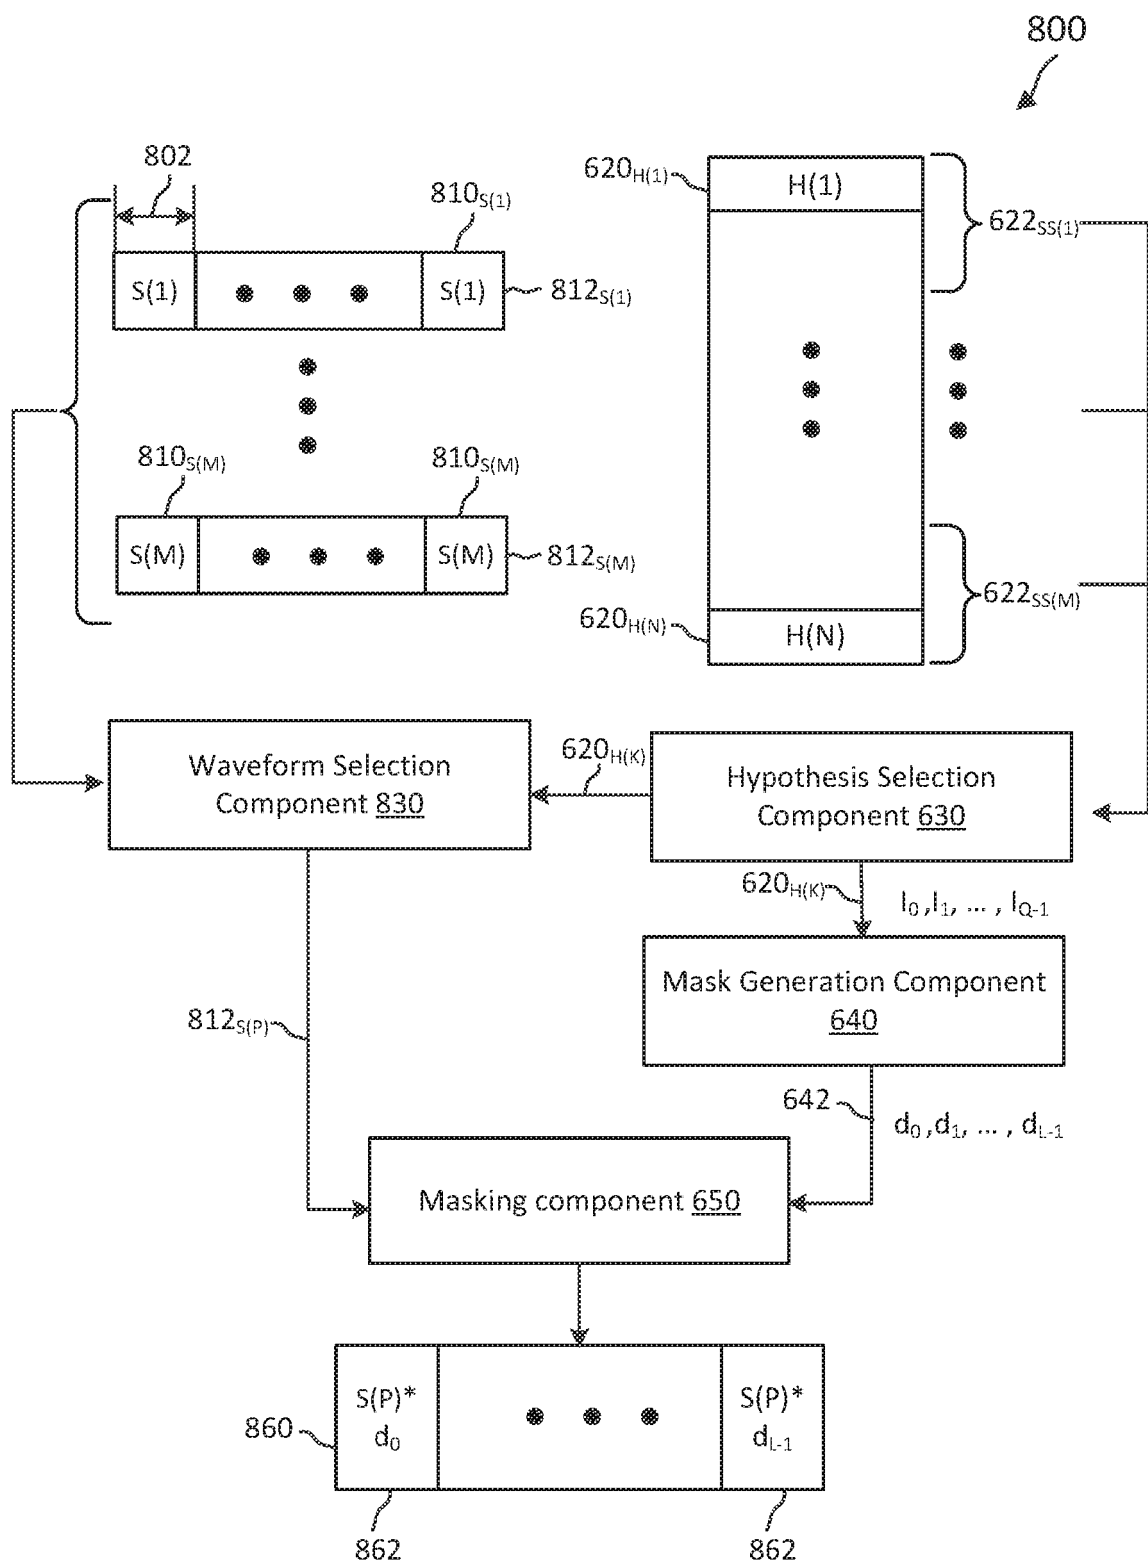 800
802
810S(1)
620H(1)
H(1)
622SS(1)
S(1)
S(1)
812S(1)
810S(M)
810S(M)
S(M)
S(M)
812S(M)
622SS(M)
620H(N)
H(N)
Waveform Selection
Component 830
620H(K)
Hypothesis Selection
Component 630
620H(K)
I0 ,I1, ... , IQ-1
Mask Generation Component
640
812S(P)
642
d0 ,d1, ... , dL-1
Masking component 650
S(P)*
d0
S(P)*
dL-1
860
862
862